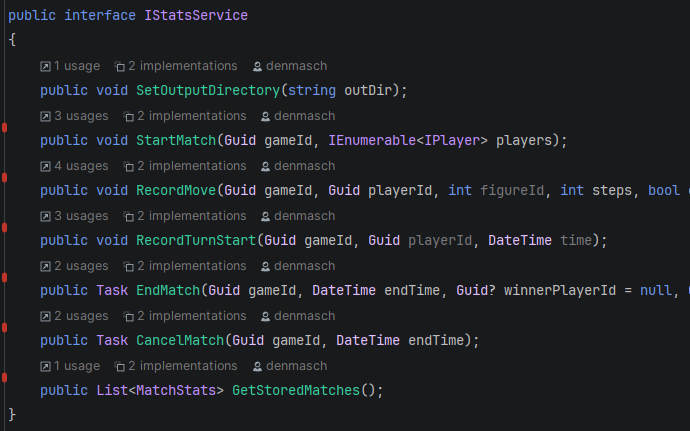 public interface IStatsService
{
1 usage 2 implementations denmasch
public void SetOutputDirectory(string outDir);
3 usages 2 implementations denmasch
public void StartMatch(Guid gameId, IEnumerable<IPlayer> players);
4 usages 2 implementations denmasch
public void RecordMove(Guid gameId, Guid playerId, int figureId, int steps, bool
3 usages 2 implementations denmasch
public void RecordTurnStart(Guid gameId, Guid playerId, DateTime time);
2 usages 2 implementations denmasch
public Task EndMatch(Guid gameId, DateTime endTime, Guid? winnerPlayerId = null,
2 usages 2 implementations denmasch
public Task CancelMatch(Guid gameId, DateTime endTime);
1 usage 2 implementations denmasch
public List<MatchStats> GetStoredMatches();
}